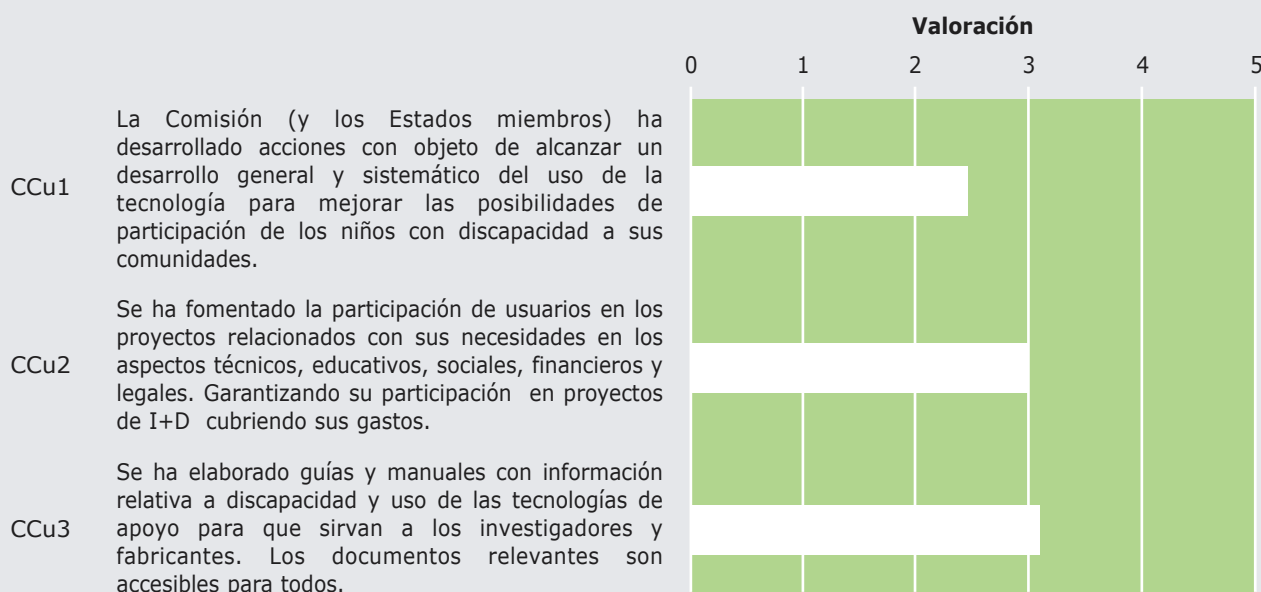 Valoración
0 1 2 3 4 5
La Comisión (y los Estados miembros) ha
desarrollado acciones con objeto de alcanzar un
desarrollo general y sistemático del uso de la
CCu1
tecnología para mejorar las posibilidades de
participación de los niños con discapacidad a sus
comunidades.
Se ha fomentado la participación de usuarios en los
proyectos relacionados con sus necesidades en los
CCu2
aspectos técnicos, educativos, sociales, financieros y
legales. Garantizando su participación en proyectos
de I+D cubriendo sus gastos.
Se ha elaborado guías y manuales con información
relativa a discapacidad y uso de las tecnologías de
CCu3
apoyo para que sirvan a los investigadores y
fabricantes. Los documentos relevantes son
accesibles para todos.